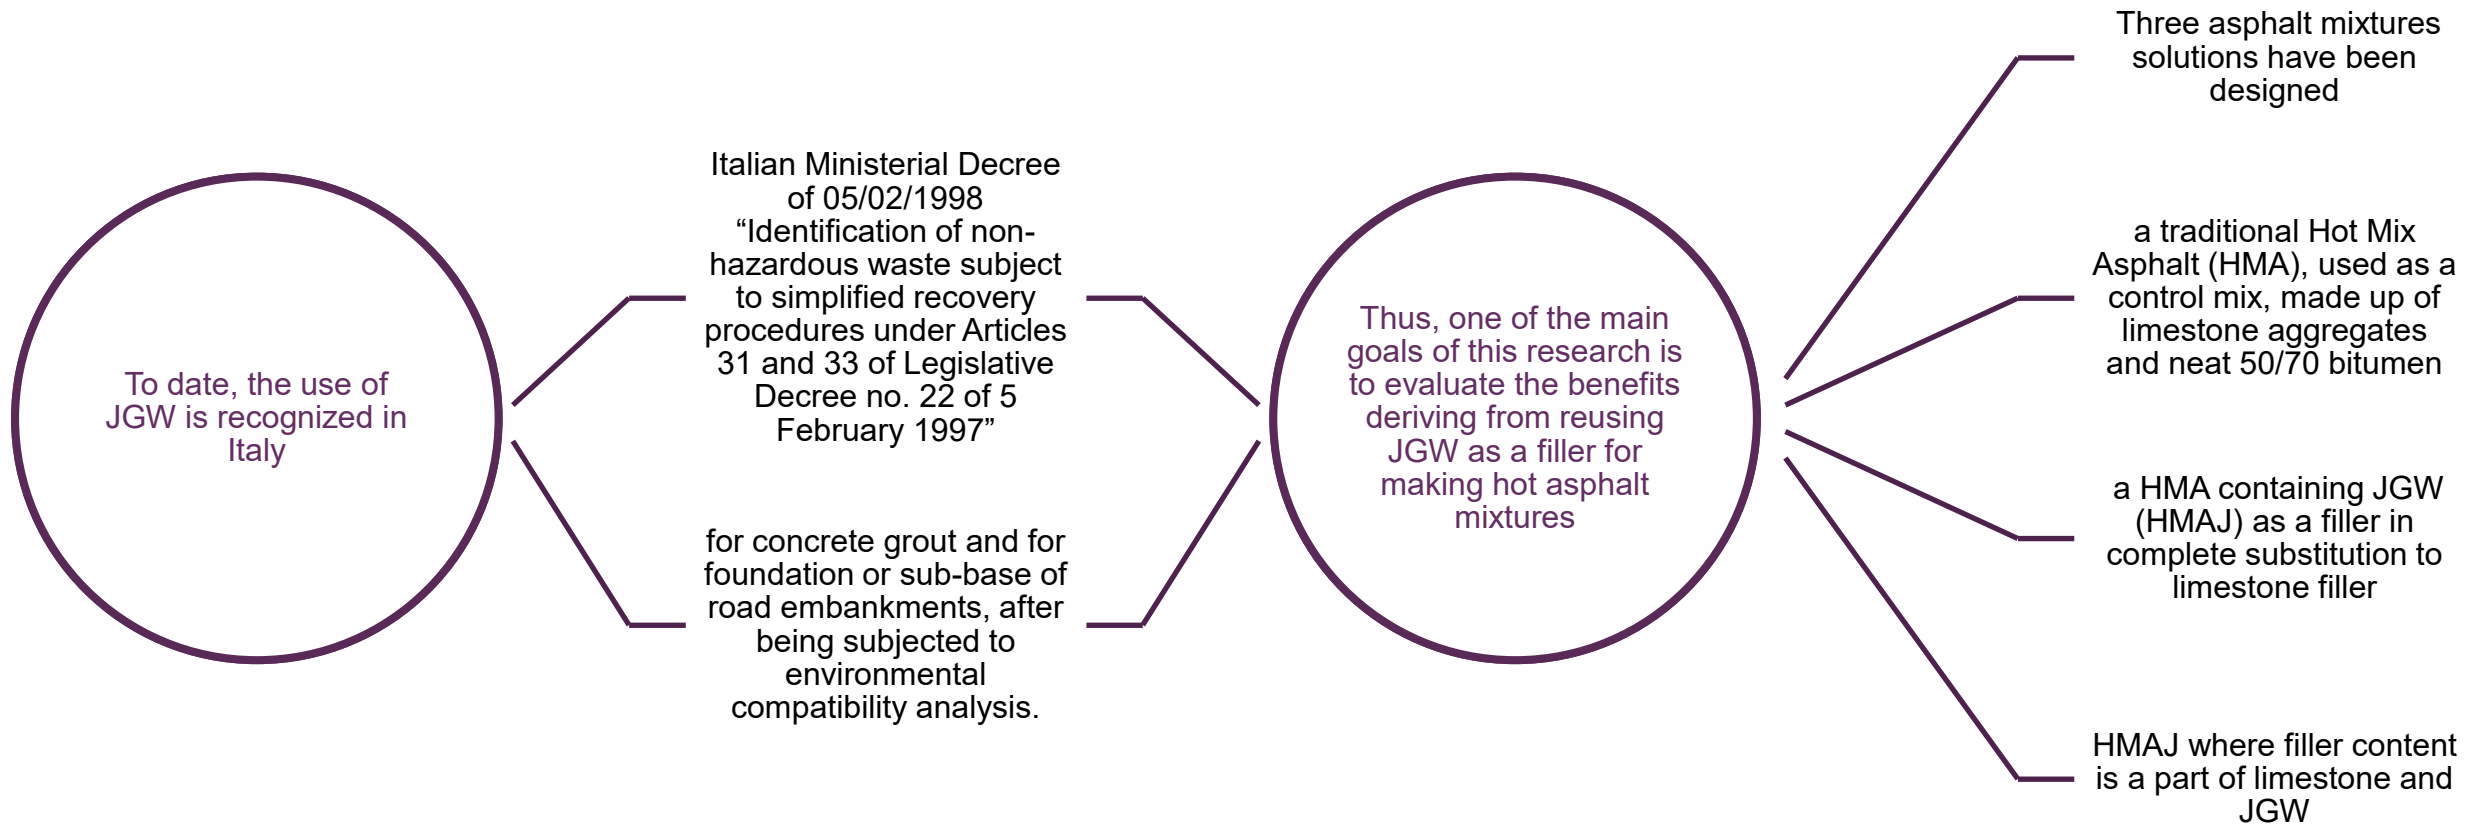 To date, the use of
JGW is recognized in
Italy
Italian Ministerial Decree
of 05/02/1998
“Identification of non-
hazardous waste subject
to simplified recovery
procedures under Articles
31 and 33 of Legislative
Decree no. 22 of 5
February 1997”
for concrete grout and for
foundation or sub-base of
road embankments, after
being subjected to
environmental
compatibility analysis.
Thus, one of the main
goals of this research is
to evaluate the benefits
deriving from reusing
JGW as a filler for
making hot asphalt
mixtures
Three asphalt mixtures
solutions have been
designed
a traditional Hot Mix
Asphalt (HMA), used as a
control mix, made up of
limestone aggregates
and neat 50/70 bitumen
a HMA containing JGW
(HMAJ) as a filler in
complete substitution to
limestone filler
HMAJ where filler content
is a part of limestone and
JGW